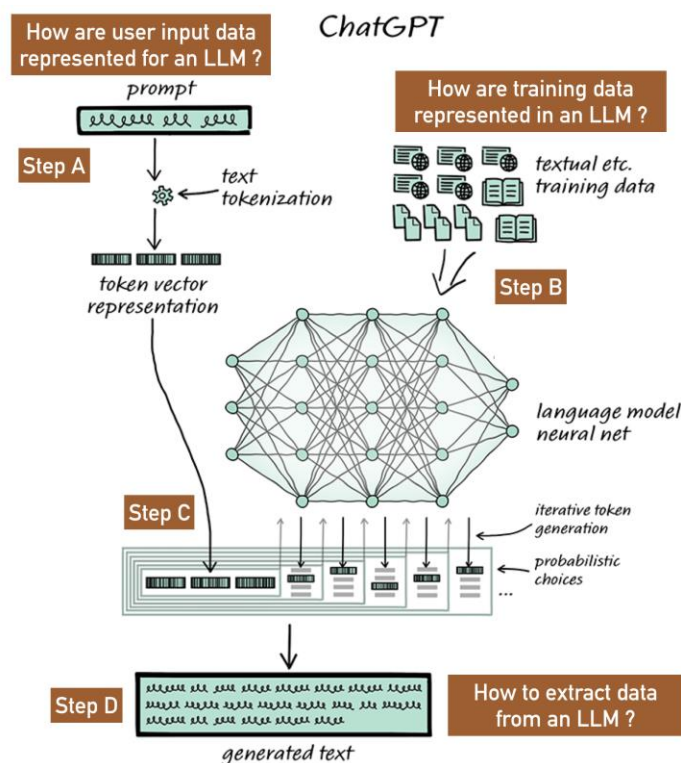 ChatGPT
How are user input data
represented for an LLM ?
prompt
Step A
text
tokenization
token vector
representation
How are training data
represented in an LLM ?
textual etc.
training data
Step B
language model
neural net
Step C
iterative token
generation
probabilistic
choices
...
Step D
generated text
How to extract data
from an LLM ?